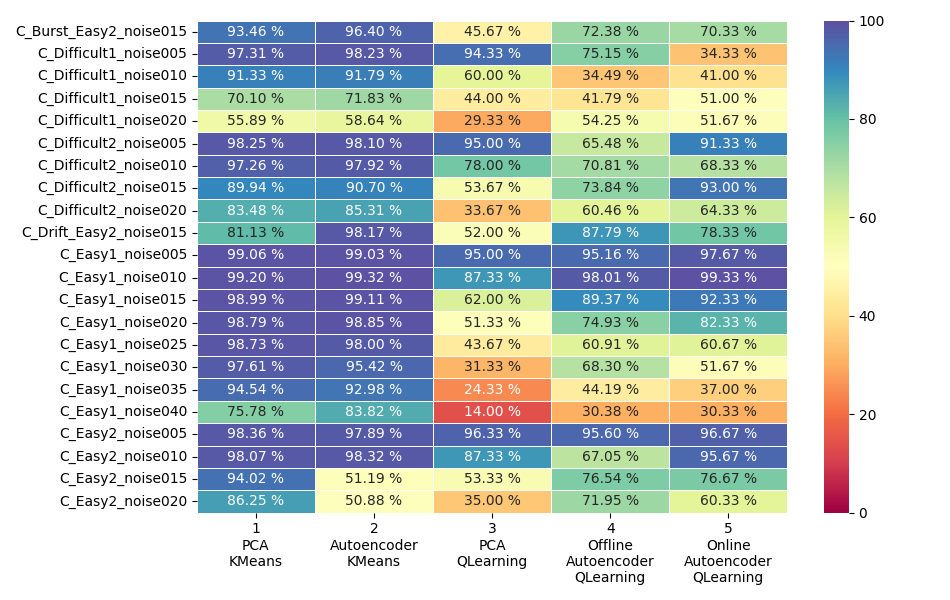 C_Burst_Easy2_noise015 93.46 % 96.40 % 45.67 % 72.38 % 70.33 % 100
C_Difficult1_noise005 97.31 % 98.23 % 94.33 % 75.15 % 34.33 %
C_Difficult1_noise010 91.33 % 91.79 % 60.00 % 34.49 % 41.00 %
C_Difficult1_noise015 70.10 % 71.83 % 44.00 % 41.79 % 51.00 %
C_Difficult1_noise020 55.89 % 58.64 % 29.33 % 54.25 % 51.67 % 80
C_Difficult2_noise005 98.25 % 98.10 % 95.00 % 65.48 % 91.33 %
C_Difficult2_noise010 97.26 % 97.92 % 78.00 % 70.81 % 68.33 %
C_Difficult2_noise015 89.94 % 90.70 % 53.67 % 73.84 % 93.00 %
C_Difficult2_noise020 83.48 % 85.31 % 33.67 % 60.46 % 64.33 % 60
C_Drift_Easy2_noise015 81.13 % 98.17 % 52.00 % 87.79 % 78.33 %
C_Easy1_noise005 99.06 % 99.03 % 95.00 % 95.16 % 97.67 %
C_Easy1_noise010 99.20 % 99.32 % 87.33 % 98.01 % 99.33 %
C_Easy1_noise015 98.99 % 99.11 % 62.00 % 89.37 % 92.33 %
C_Easy1_noise020 98.79 % 98.85 % 51.33 % 74.93 % 82.33 % 40
C_Easy1_noise025 98.73 % 98.00 % 43.67 % 60.91 % 60.67 %
C_Easy1_noise030 97.61 % 95.42 % 31.33 % 68.30 % 51.67 %
C_Easy1_noise035 94.54 % 92.98 % 24.33 % 44.19 % 37.00 %
C_Easy1_noise040 75.78 % 83.82 % 14.00 % 30.38 % 30.33 % 20
C_Easy2_noise005 98.36 % 97.89 % 96.33 % 95.60 % 96.67 %
C_Easy2_noise010 98.07 % 98.32 % 87.33 % 67.05 % 95.67 %
C_Easy2_noise015 94.02 % 51.19 % 53.33 % 76.54 % 76.67 %
C_Easy2_noise020 86.25 % 50.88 % 35.00 % 71.95 % 60.33 % 0
1 2 3 4 5
PCA Autoencoder PCA Offline Online
KMeans KMeans QLearning Autoencoder Autoencoder
QLearning QLearning